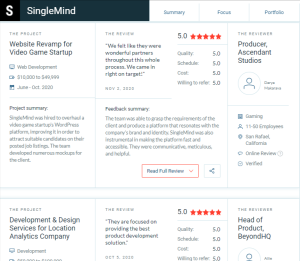 S SingleMind Summary Focus Portfolio
THE PROJECT
Website Revamp for
Video Game Startup
Web Development
$10,000 to $49,999
June - Oct. 2020
Project summary:
SingleMind was hired to overhaul a
video game startup's WordPress
platform, improving it in order to
attract suitable candidates on their
posted job listings. The team
developed numerous mockups for
the client.
THE REVIEW
"We felt like they were
wonderful partners
throughout this whole
process. We came in
right on target."
NOV 3, 2020
5.0
Quality: 5.0
Schedule: 5.0
Cost: 5.0
Willing to refer: 5.0
Feedback summary:
The team was able to grasp the requirements of the
client and produce a platform that resonates with the
company's brand and identity. SingleMind was also
instrumental in making the platform fast and
accessible. They were communicative, meticulous,
and helpful.
Read Full Review
THE REVIEWER
Producer,
Ascendant
Studios
Gaming
11-50 Employees
San Rafael,
California
Online Review
Verified
THE PROJECT
Development & Design
Services for Location
Analytics Company
Development
THE REVIEW
"They are focused on
providing the best
product development
solution."
OCT 5, 2020
5.0
Quality: 5.0
Schedule: 5.0
Cost: 5.0
Willing to refer: 5.0
THE REVIEWER
Head of
Product,
BeyondHQ